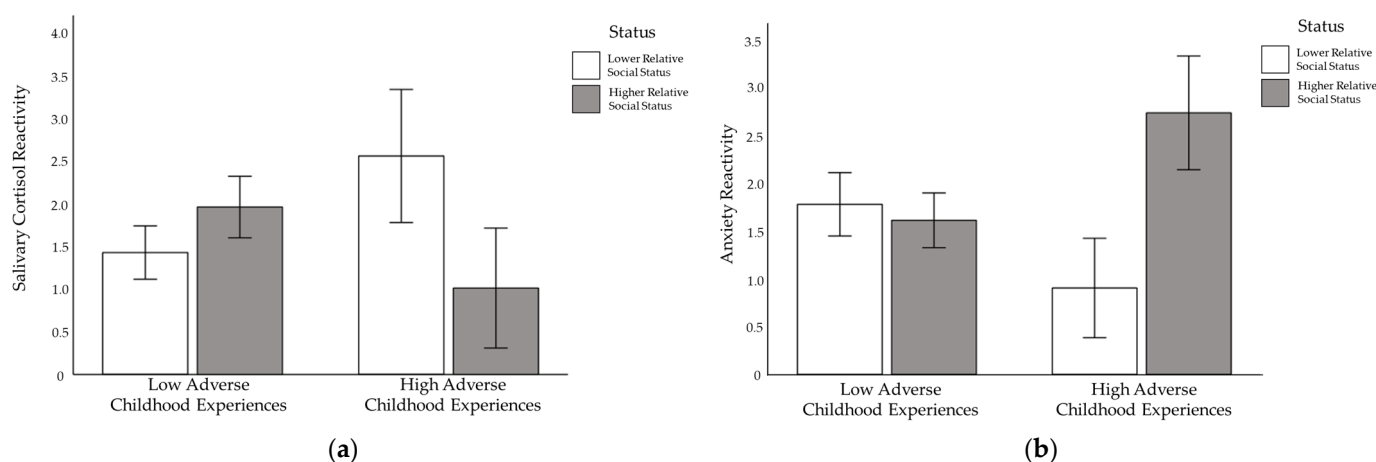 Salivary Cortisol Reactivity
4.0
3.5
3.0
2.5
2.0
1.5
1.0
0.5
0
Low Adverse
Childhood Experiences
High Adverse
Childhood Experiences
Status
Lower Relative
Social Status
Higher Relative
Social Status
(a)
Anxiety Reactivity
3.5
3.0
2.5
2.0
1.5
1.0
0.5
0
Low Adverse
Childhood Experiences
High Adverse
Childhood Experiences
Status
Lower Relative
Social Status
Higher Relative
Social Status
(b)